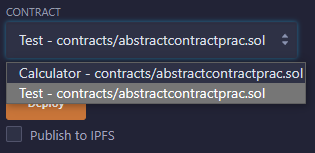 CONTRACT
Test - contracts/abstractcontractprac.sol
Calculator - contracts/abstractcontractprac.sol
Test - contracts/abstractcontractprac.sol
Deploy
Publish to IPFS